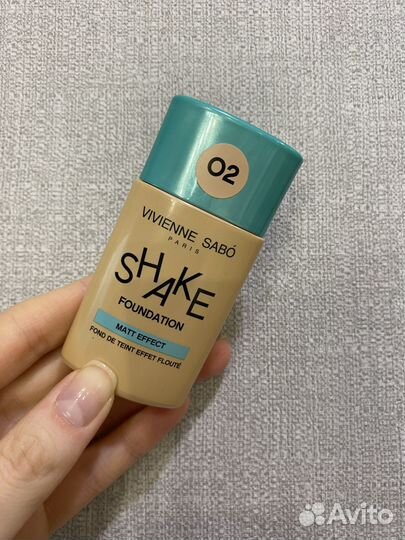 02
VIVIENNE SABÓ
PARIS
SHAKE
FOUNDATION
MATT EFFECT
FOND DE TEINT EFFET FLOUTÉ
Avito